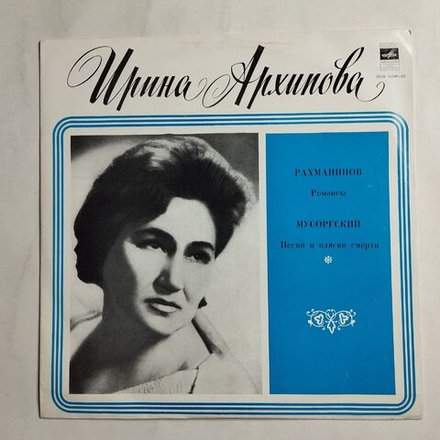 Ирина Архипова
РАХМАНИНОВ
Романсы
МУСОРГСКИЙ
Песни и пляски смерти